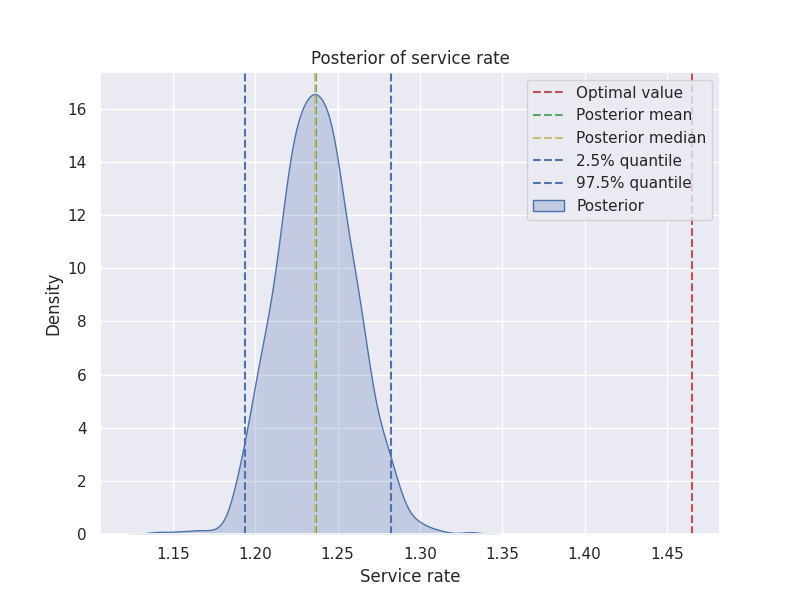 Posterior of service rate
Optimal value
Posterior mean
Posterior median
2.5% quantile
97.5% quantile
Posterior
16
14
12
10
8
6
4
2
0
Density
1.15
1.20
1.25
1.30
1.35
1.40
1.45
Service rate